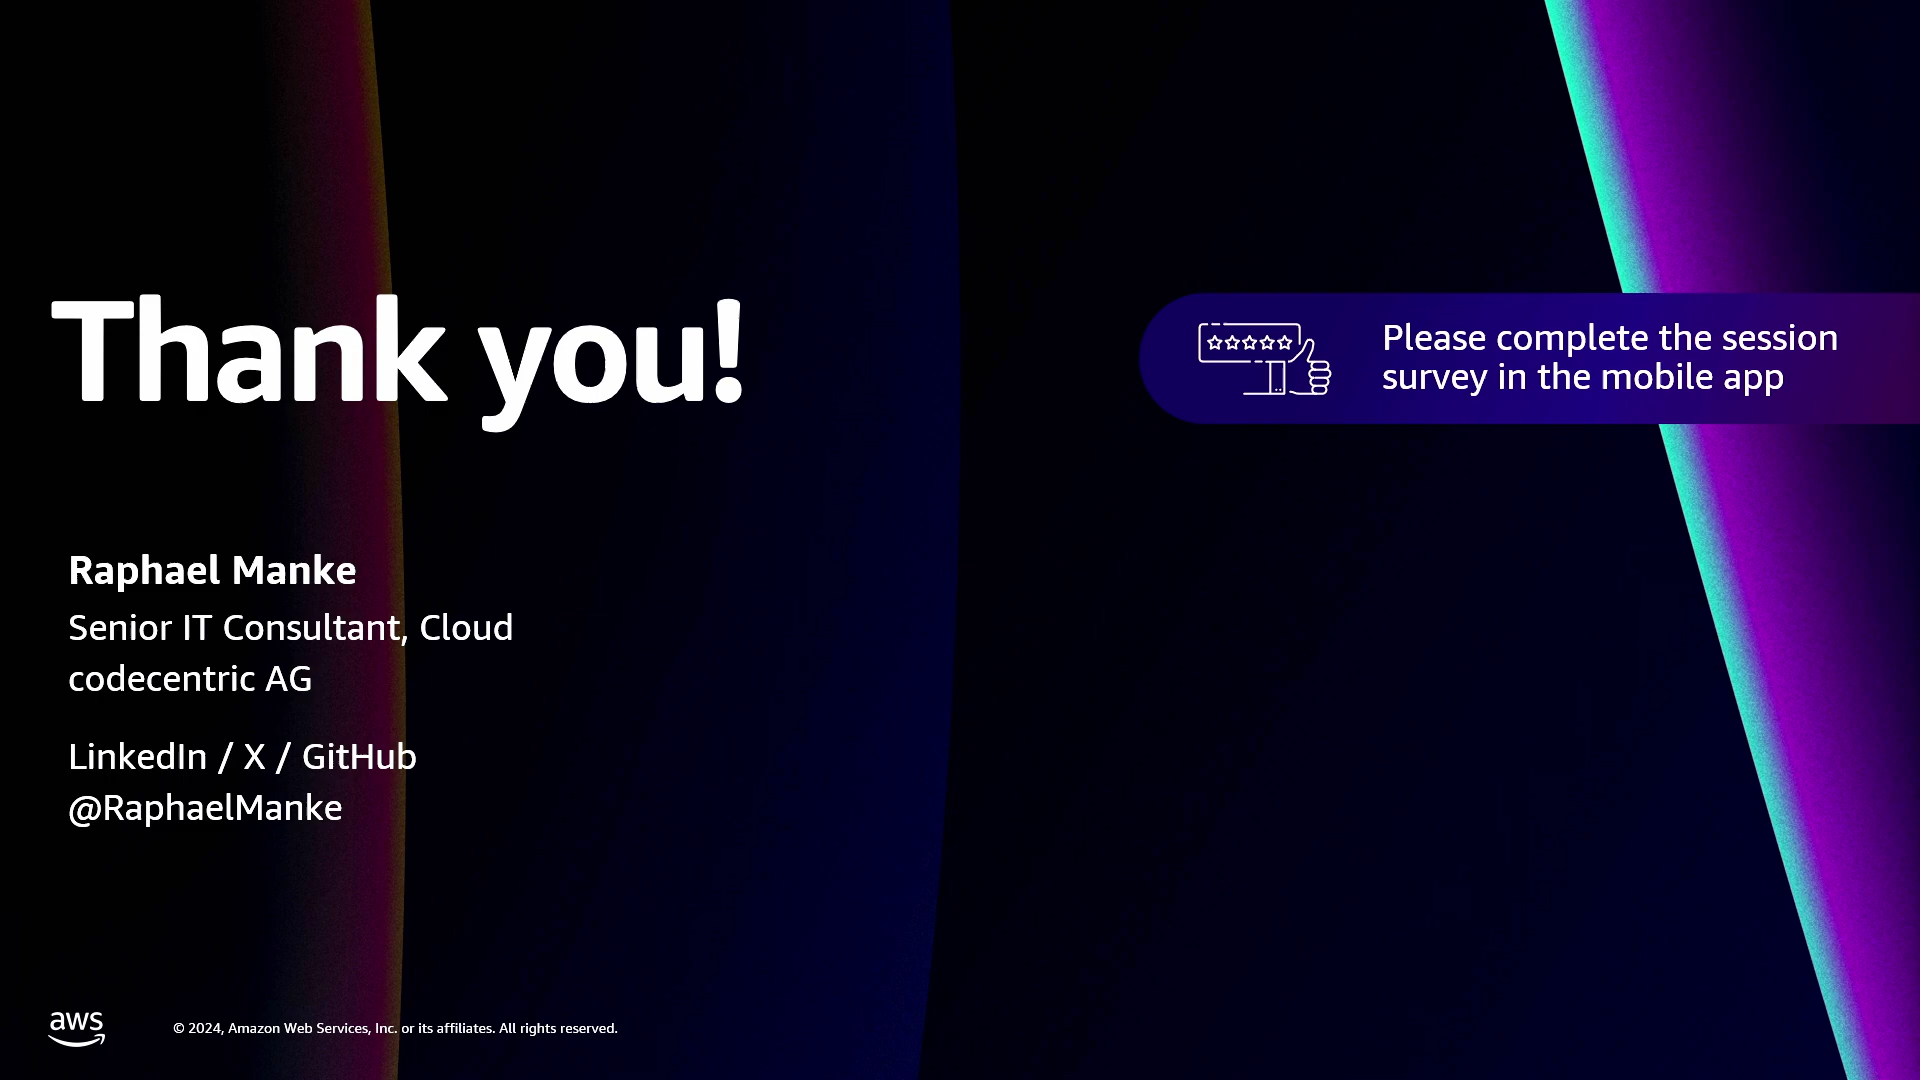 Thank you!
Please complete the session
survey in the mobile app
Raphael Manke
Senior IT Consultant, Cloud
codecentric AG
LinkedIn / X / GitHub
@RaphaelManke
aws
© 2024, Amazon Web Services, Inc. or its affiliates. All rights reserved.